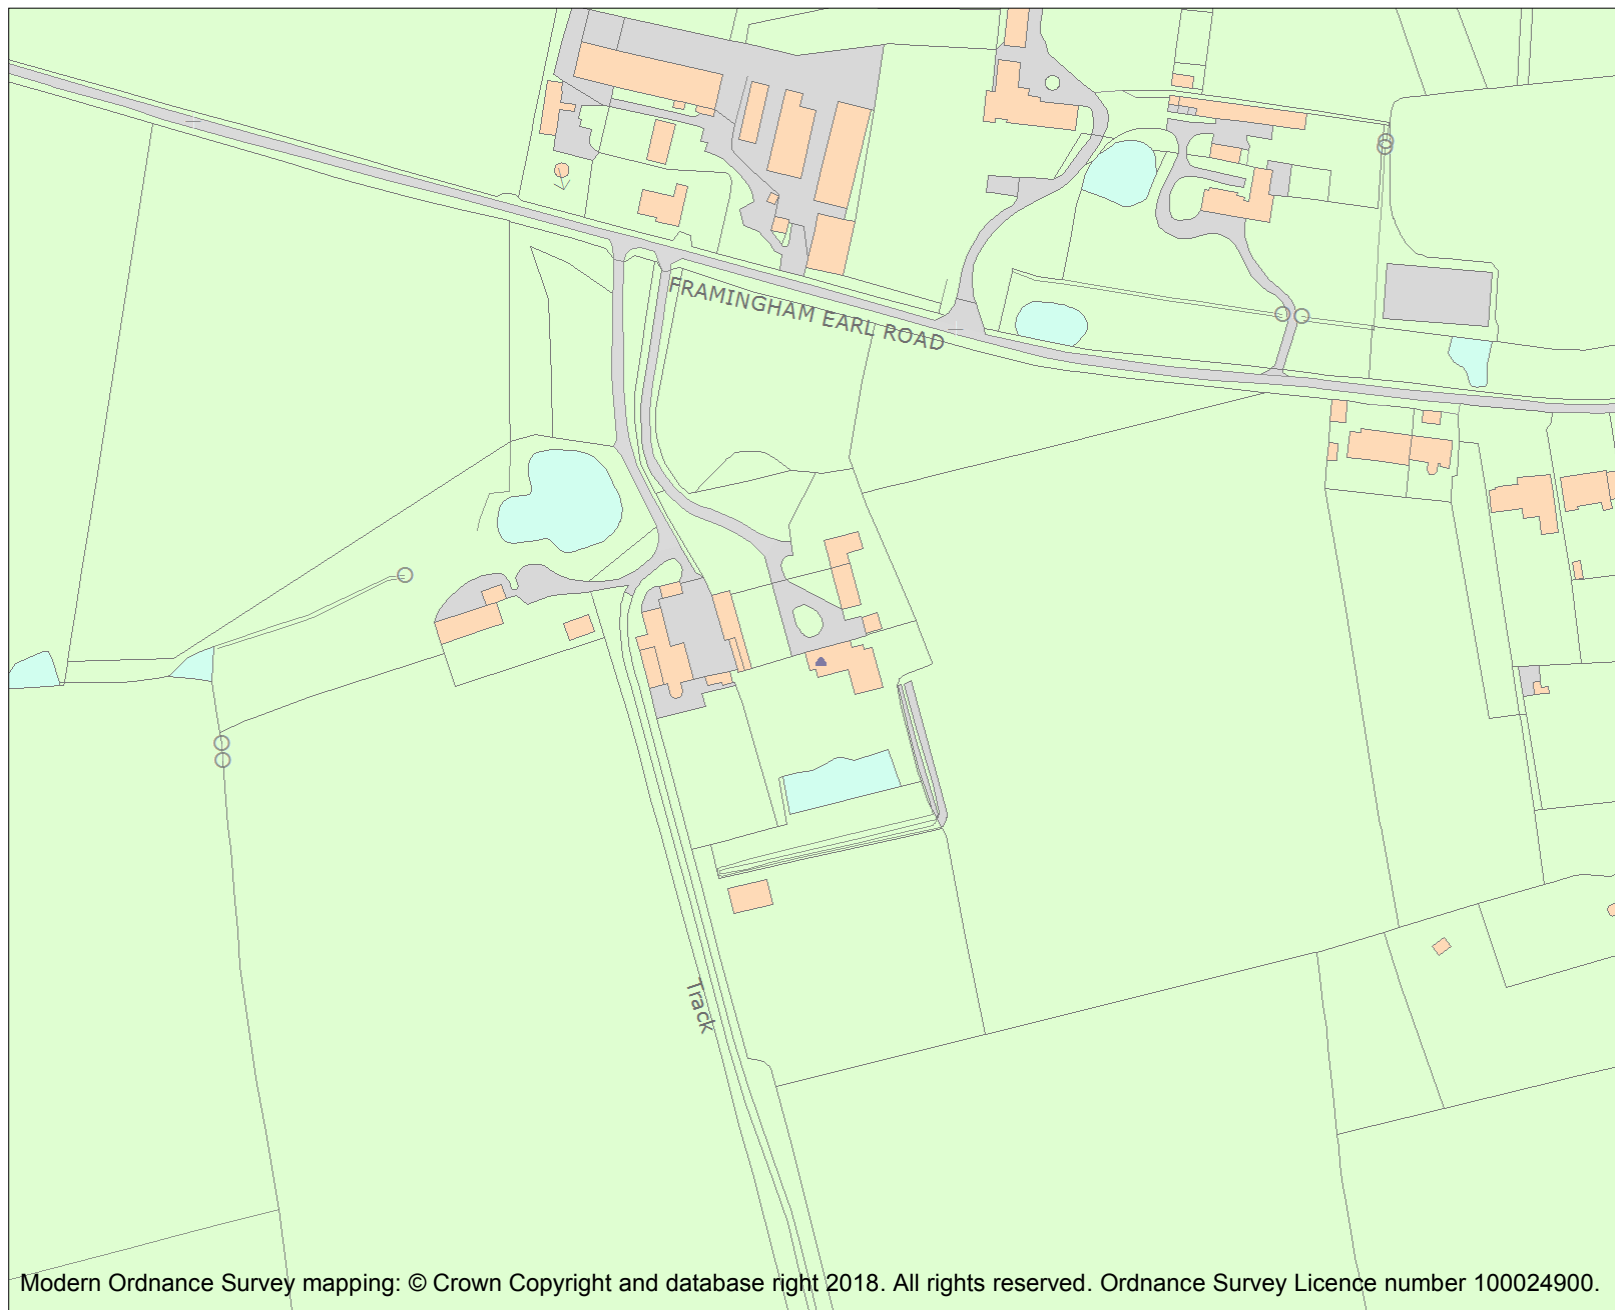 FRAMINGHAM EARL ROAD
Track
Modern Ordnance Survey mapping: © Crown Copyright and database right 2018. All rights reserved. Ordnance Survey Licence number 100024900.